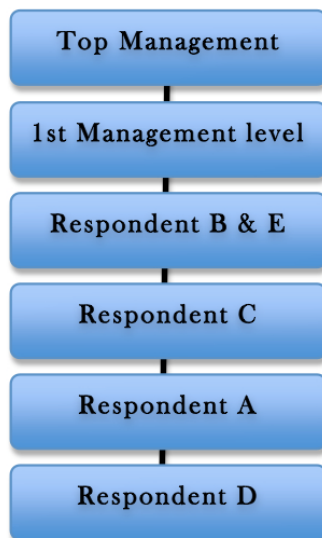 Top Management
1st Management level
Respondent B & E
Respondent C
Respondent A
Respondent D